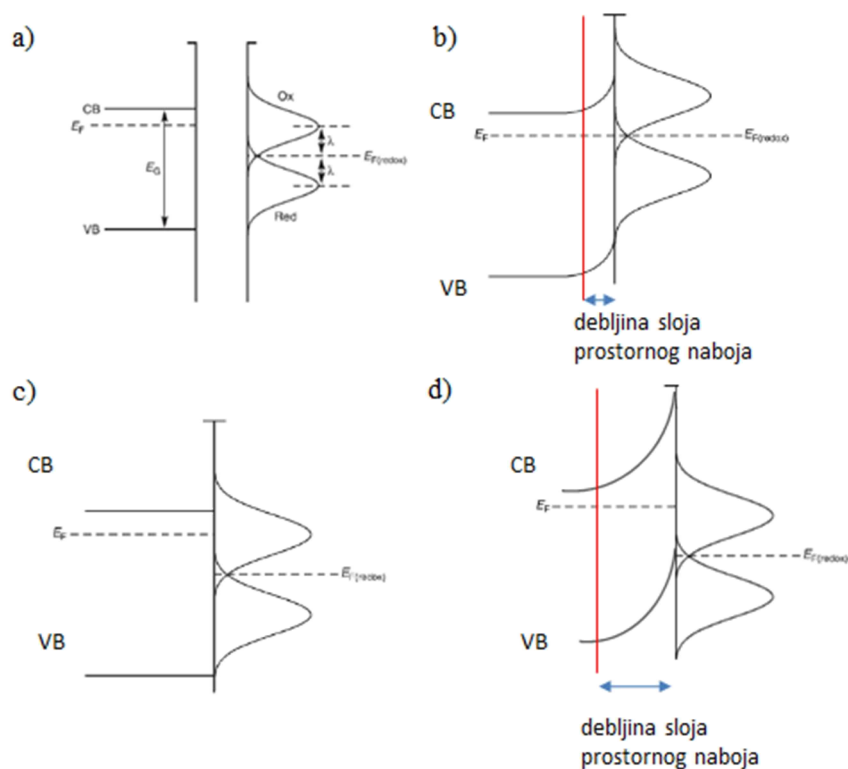 a)
Ox
CB
E_F
λ
E_F(redox)
E_G
λ
VB
Red
b)
CB
E_F
E_F(redox)
VB
debljina sloja
prostornog naboja
c)
CB
E_F
E_F(redox)
VB
d)
CB
E_F
E_F(redox)
VB
debljina sloja
prostornog naboja